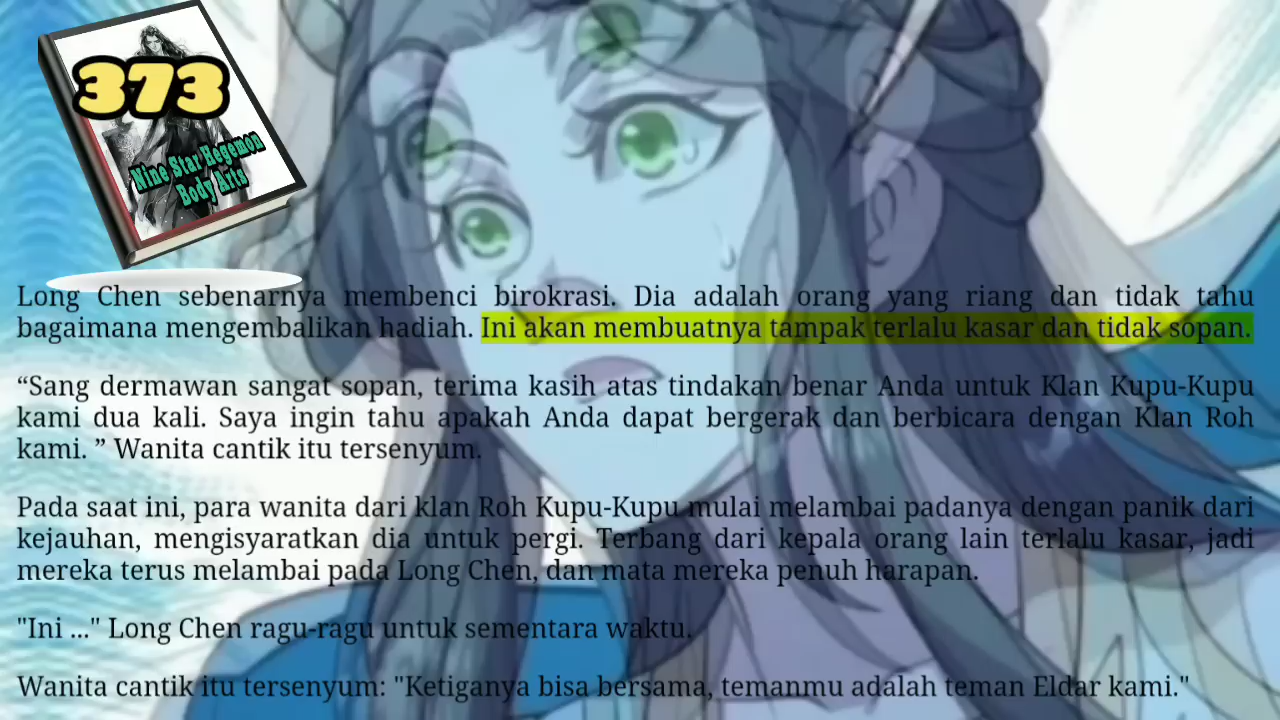 373
Nine Star Hegemon
Body Arts
Long Chen sebenarnya membenci birokrasi. Dia adalah orang yang riang dan tidak tahu
bagaimana mengembalikan hadiah. Ini akan membuatnya tampak terlalu kasar dan tidak sopan.
“Sang dermawan sangat sopan, terima kasih atas tindakan benar Anda untuk Klan Kupu-Kupu
kami dua kali. Saya ingin tahu apakah Anda dapat bergerak dan berbicara dengan Klan Roh
kami. ” Wanita cantik itu tersenyum.
Pada saat ini, para wanita dari klan Roh Kupu-Kupu mulai melambai padanya dengan panik dari
kejauhan, mengisyaratkan dia untuk pergi. Terbang dari kepala orang lain terlalu kasar, jadi
mereka terus melambai pada Long Chen, dan mata mereka penuh harapan.
"Ini ..." Long Chen ragu-ragu untuk sementara waktu.
Wanita cantik itu tersenyum: "Ketiganya bisa bersama, temanmu adalah teman Eldar kami."